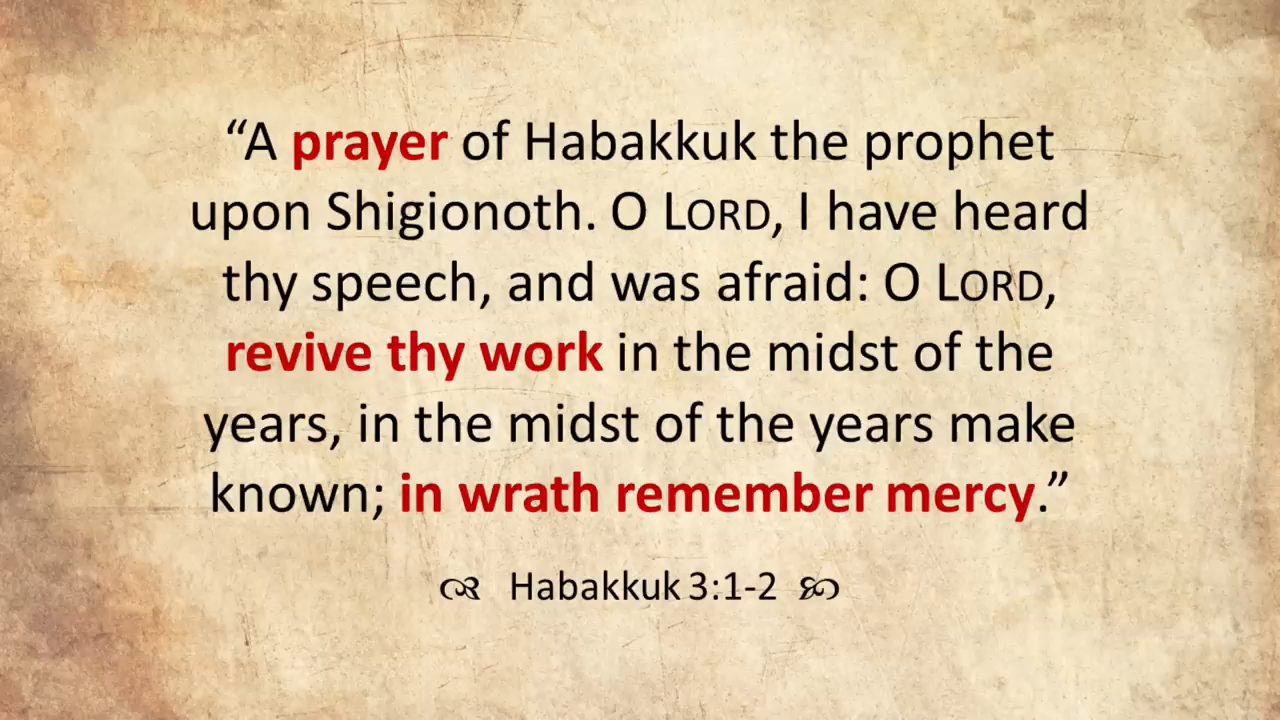 “A prayer of Habakkuk the prophet
upon Shigionoth. O LORD, I have heard
thy speech, and was afraid: O LORD,
revive thy work in the midst of the
years, in the midst of the years make
known; in wrath remember mercy.”
Habakkuk 3:1-2